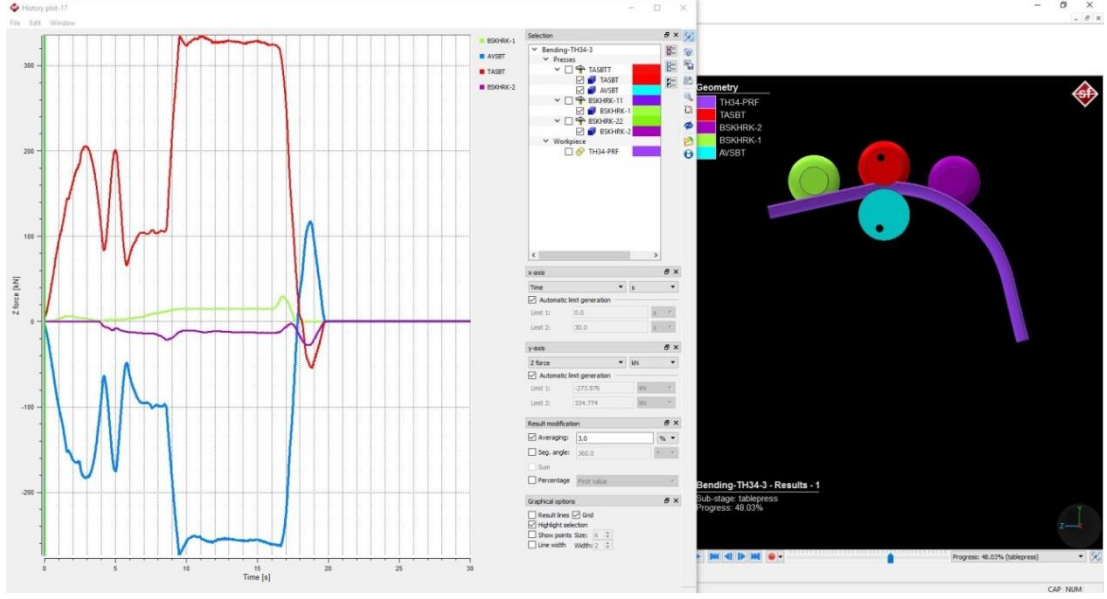 History plot-17
File Edit Window
BSKHRK-1
AVSBT
TASBT
BSKHRK-2
300
200
100
0
-100
-200
Z force [kN]
0 5 10 15 20 25 30
Time [s]
Selection
Bending-TH34-3
Presses
TASBTT
TASBT
AVSBT
BSKHRK-11
BSKHRK-1
BSKHRK-22
BSKHRK-2
Workpiece
TH34-PRF
x-axis
Time s
Automatic limit generation
Limit 1: 0.0 s
Limit 2: 30.0 s
y-axis
Z force kN
Automatic limit generation
Limit 1: -273.976 kN
Limit 2: 334.774 kN
Result modification
Averaging: 3.0 %
Seg. angle: 360.0 °
Sum
Percentage First value
Graphical options
Result lines Grid
Highlight selection
Show points Size: 6
Line width Width: 2
Geometry
TH34-PRF
TASBT
BSKHRK-2
BSKHRK-1
AVSBT
sf
Bending-TH34-3 - Results - 1
Sub-stage: tablepress
Progress: 48.03%
Y
Z
Progress: 48.03% (tablepress)
CAP NUM